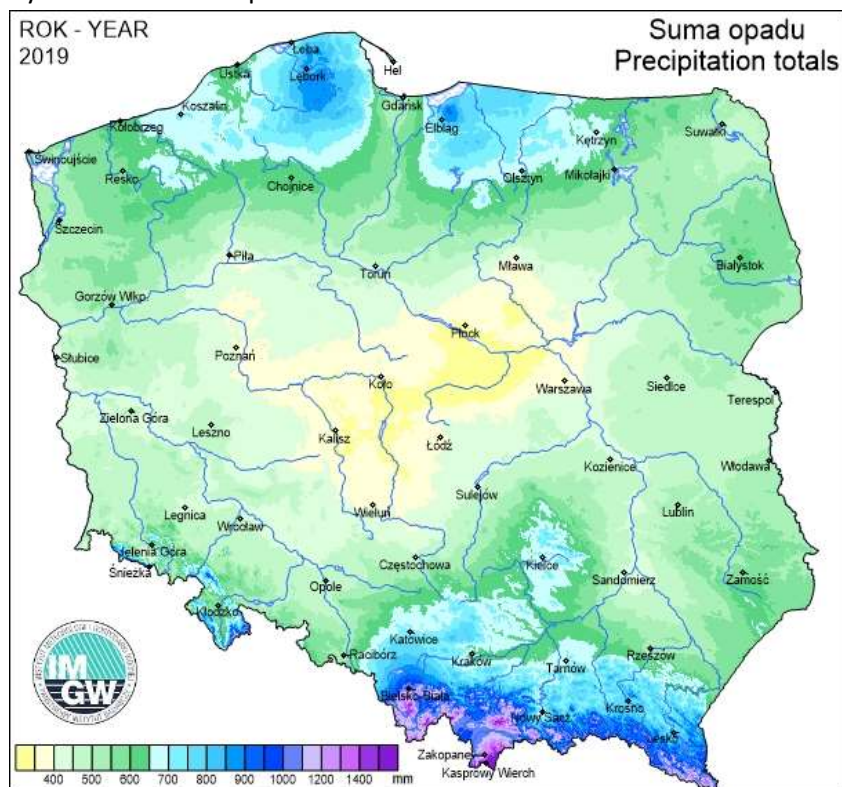 ROK - YEAR
2019
Suma opadu
Precipitation totals
Łeba
Hel
Ustka
Lębork
Gdańsk
Koszalin
Elbląg
Suwałki
Kołobrzeg
Kętrzyn
Świnoujście
Resko
Chojnice
Olsztyn
Mikołajki
Szczecin
Piła
Toruń
Mława
Białystok
Gorzów Wlkp.
Płock
Słubice
Poznań
Koło
Warszawa
Siedlce
Terespol
Zielona Góra
Leszno
Kalisz
Łódź
Kozienice
Włodawa
Sulejów
Legnica
Wrocław
Wieluń
Lublin
Jelenia Góra
Śnieżka
Częstochowa
Kielce
Opole
Sandomierz
Zamość
Kłodzko
Katowice
Racibórz
Kraków
Tarnów
Rzeszów
Bielsko-Biała
Nowy Sącz
Krosno
Lesko
Zakopane
Kasprowy Wierch
IM
GW
400 500 600 700 800 900 1000 1200 1400 mm